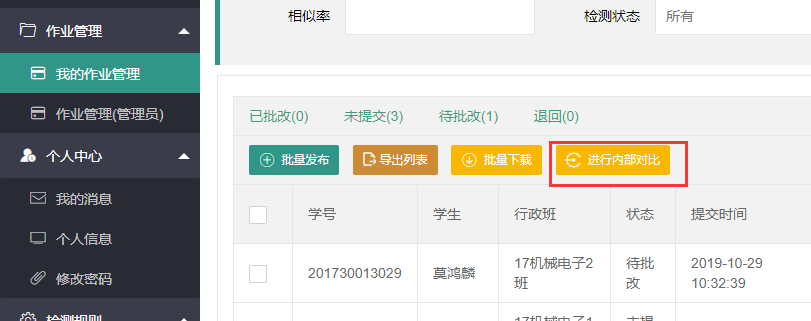 作业管理
我的作业管理
作业管理(管理员)
个人中心
我的消息
个人信息
修改密码
检测规则
相似率
检测状态 所有
已批改(0) 未提交(3) 待批改(1) 退回(0)
批量发布 导出列表 批量下载 进行内部对比
学号 学生 行政班 状态 提交时间
201730013029 莫鸿麟 17机械电子2 待批 2019-10-29
班 改 10:32:39
17机械电子1 未提